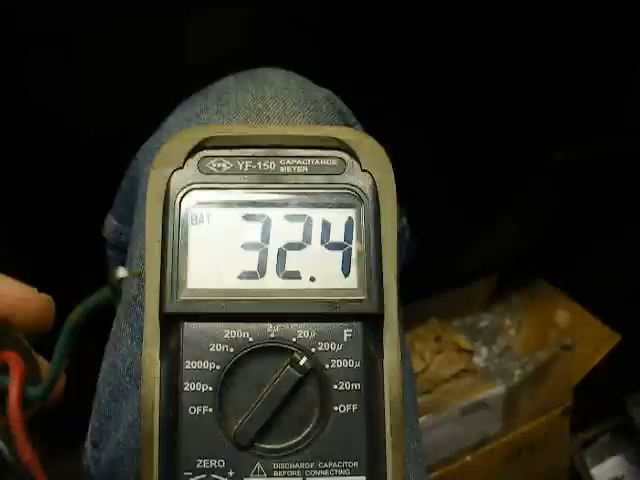 YF-150 CAPACITANCE METER
BAT
32.4
200n 2µ 20µ F
20n 200µ
2000p 2000µ
200p 20m
OFF OFF
ZERO
- +
DISCHARGE CAPACITOR
BEFORE CONNECTING